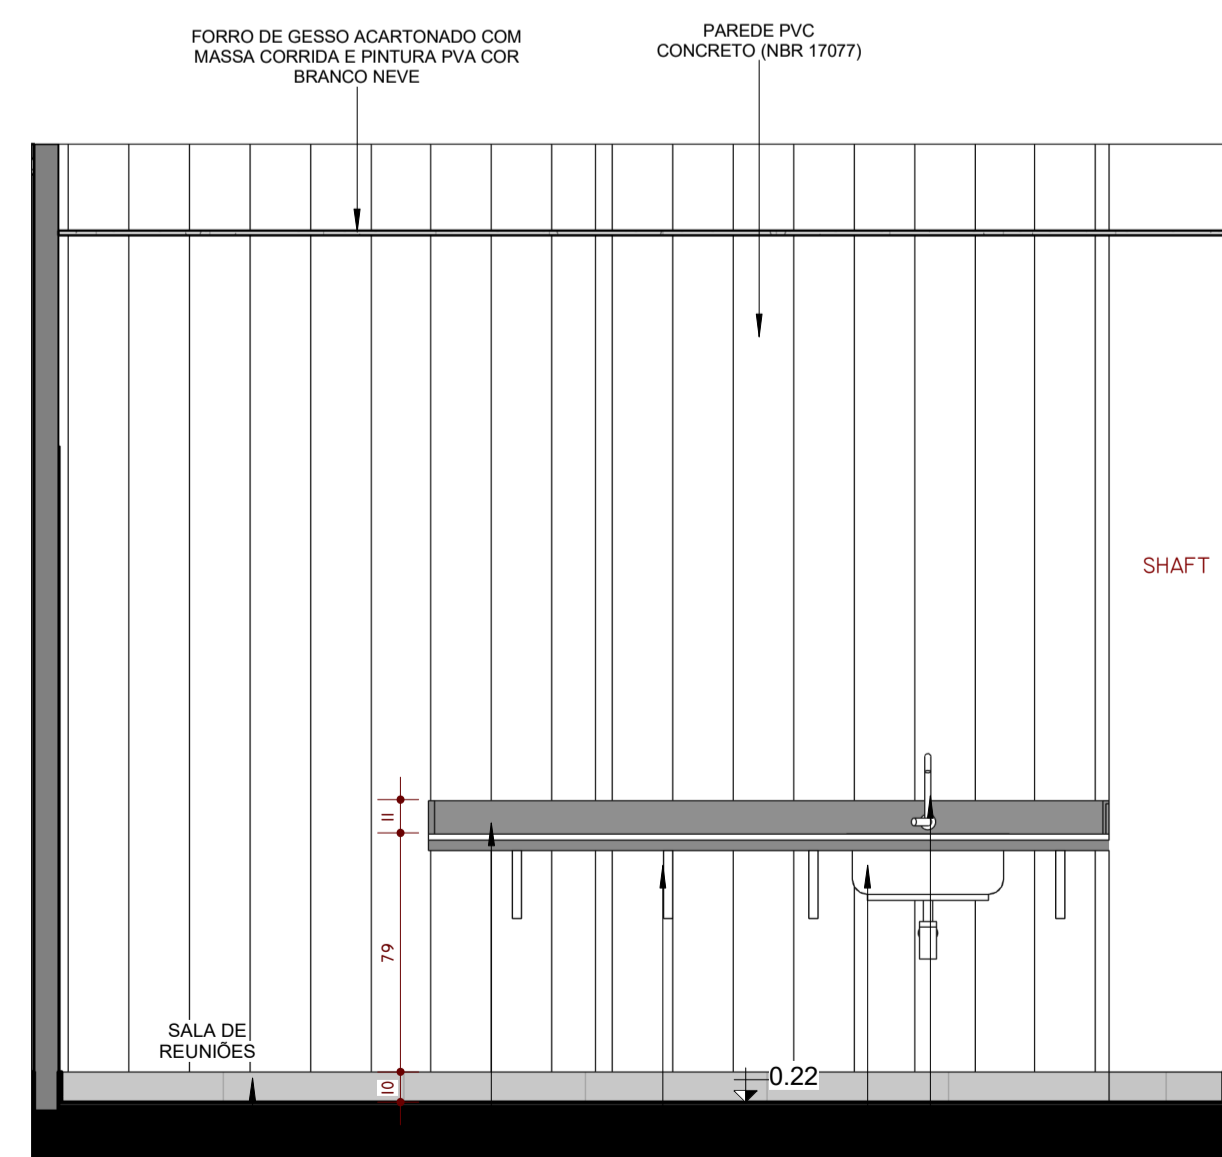 FORRO DE GESSO ACARTONADO COM
MASSA CORRIDA E PINTURA PVA COR
BRANCO NEVE
PAREDE PVC
CONCRETO (NBR 17077)
SHAFT
11
79
SALA DE
REUNIÕES
10
0.22